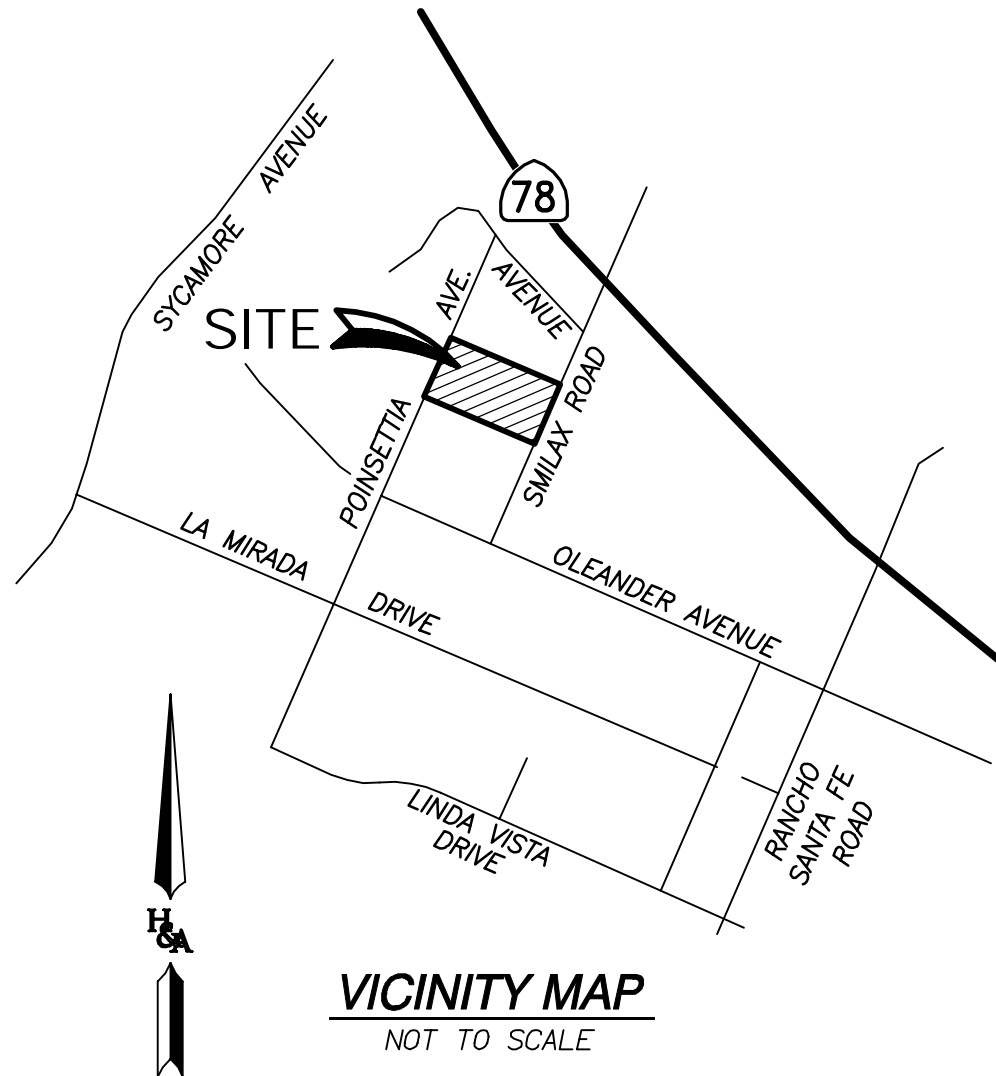 SYCAMORE AVENUE
78
AVE.
AVENUE
SITE
SMILAX ROAD
POINSETTIA
LA MIRADA
DRIVE
OLEANDER AVENUE
LINDA VISTA
DRIVE
RANCHO
SANTA FE
ROAD
H&A
VICINITY MAP
NOT TO SCALE